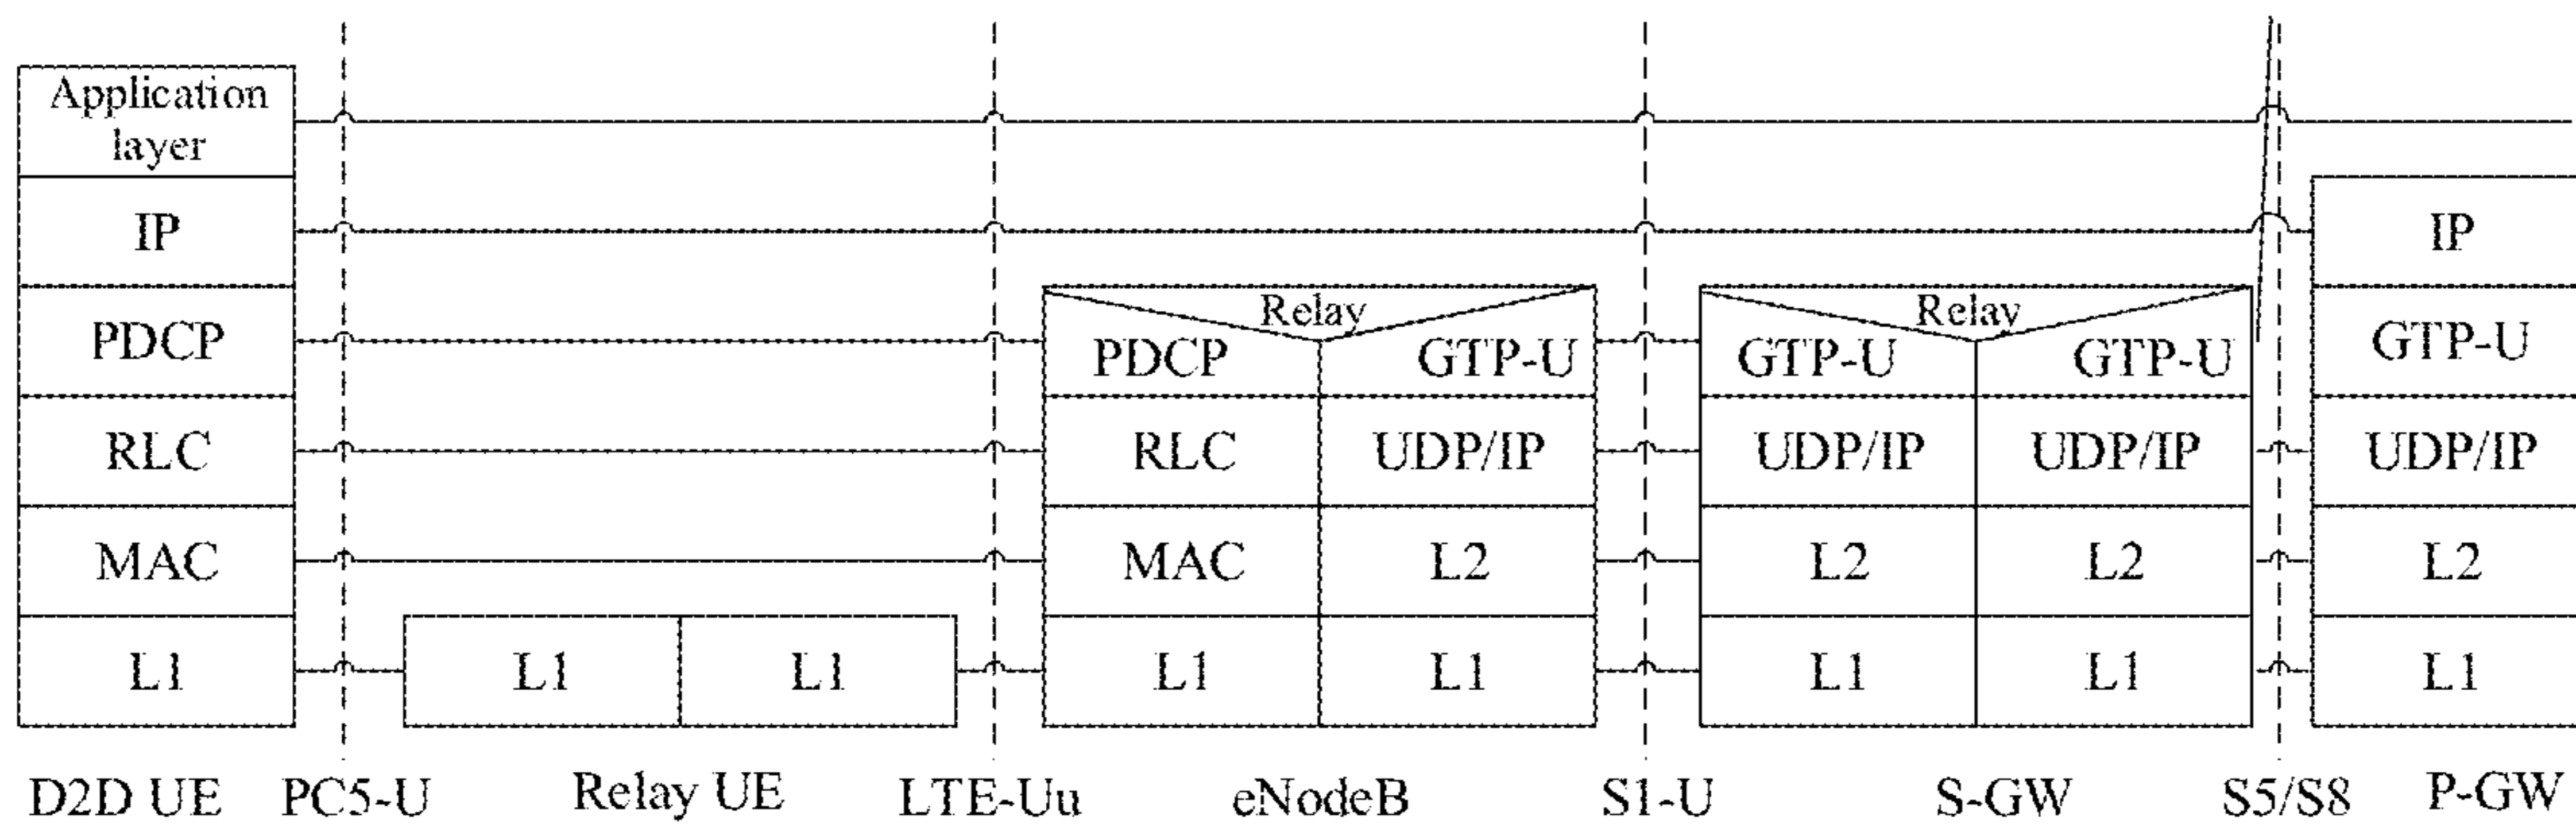 Application
layer
IP
IP
Relay
Relay
PDCP
PDCP
GTP-U
GTP-U
GTP-U
GTP-U
RLC
RLC
UDP/IP
UDP/IP
UDP/IP
UDP/IP
MAC
MAC
L2
L2
L2
L2
L1
L1
L1
L1
L1
L1
L1
L1
D2D UE
PC5-U
Relay UE
LTE-Uu
eNodeB
S1-U
S-GW
S5/S8
P-GW